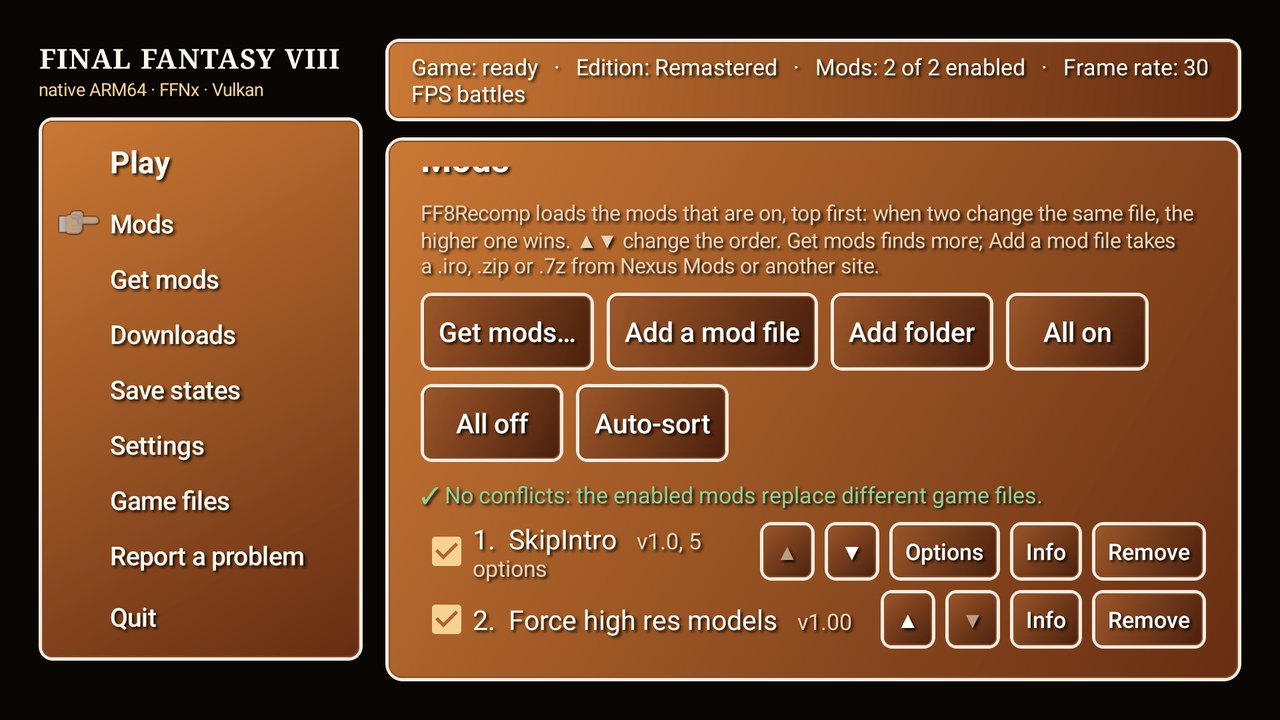 FINAL FANTASY VIII
native ARM64 · FFNx · Vulkan
Play
Mods
Get mods
Downloads
Save states
Settings
Game files
Report a problem
Quit
Game: ready · Edition: Remastered · Mods: 2 of 2 enabled · Frame rate: 30
FPS battles
Mods
FF8Recomp loads the mods that are on, top first: when two change the same file, the
higher one wins. ▲▼ change the order. Get mods finds more; Add a mod file takes
a .iro, .zip or .7z from Nexus Mods or another site.
Get mods… Add a mod file Add folder All on
All off Auto-sort
✓ No conflicts: the enabled mods replace different game files.
1. SkipIntro v1.0, 5
options
▲ ▼ Options Info Remove
2. Force high res models v1.00 ▲ ▼ Info Remove